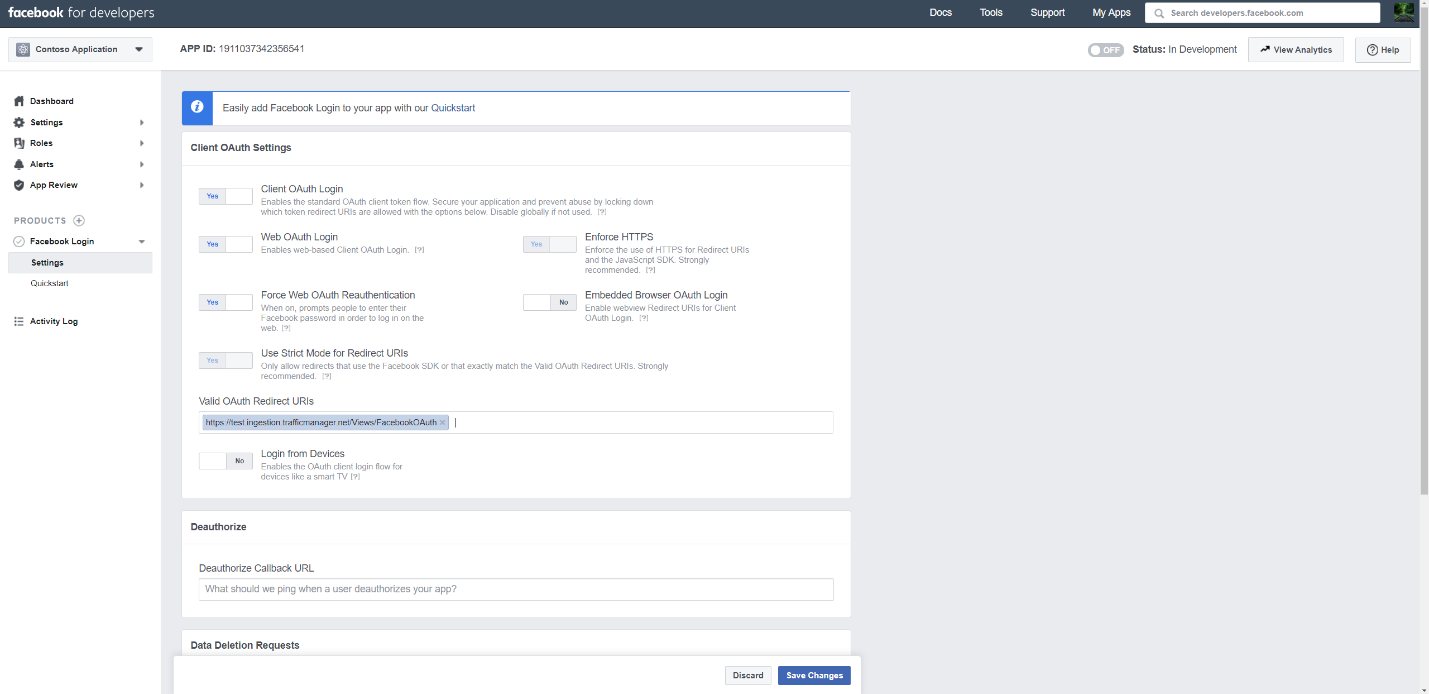 facebook for developers
Docs
Tools
Support
My Apps
Search developers.facebook.com
Contoso Application
APP ID: 1911037342356541
OFF
Status: In Development
View Analytics
Help
Dashboard
Settings
Roles
Alerts
App Review
PRODUCTS
Facebook Login
Settings
Quickstart
Activity Log
Easily add Facebook Login to your app with our Quickstart
Client OAuth Settings
Yes
Client OAuth Login
Enables the standard OAuth client token flow. Secure your application and prevent abuse by locking down
which token redirect URIs are allowed with the options below. Disable globally if not used. [?]
Yes
Web OAuth Login
Enables web-based Client OAuth Login. [?]
Yes
Enforce HTTPS
Enforce the use of HTTPS for Redirect URIs
and the JavaScript SDK. Strongly
recommended. [?]
Yes
Force Web OAuth Reauthentication
When on, prompts people to enter their
Facebook password in order to log in on the
web. [?]
No
Embedded Browser OAuth Login
Enable webview Redirect URIs for Client
OAuth Login. [?]
Yes
Use Strict Mode for Redirect URIs
Only allow redirects that use the Facebook SDK or that exactly match the Valid OAuth Redirect URIs. Strongly
recommended. [?]
Valid OAuth Redirect URIs
https://test.ingestion.trafficmanager.net/Views/FacebookOAuth ×
No
Login from Devices
Enables the OAuth client login flow for
devices like a smart TV [?]
Deauthorize
Deauthorize Callback URL
What should we ping when a user deauthorizes your app?
Data Deletion Requests
Discard
Save Changes